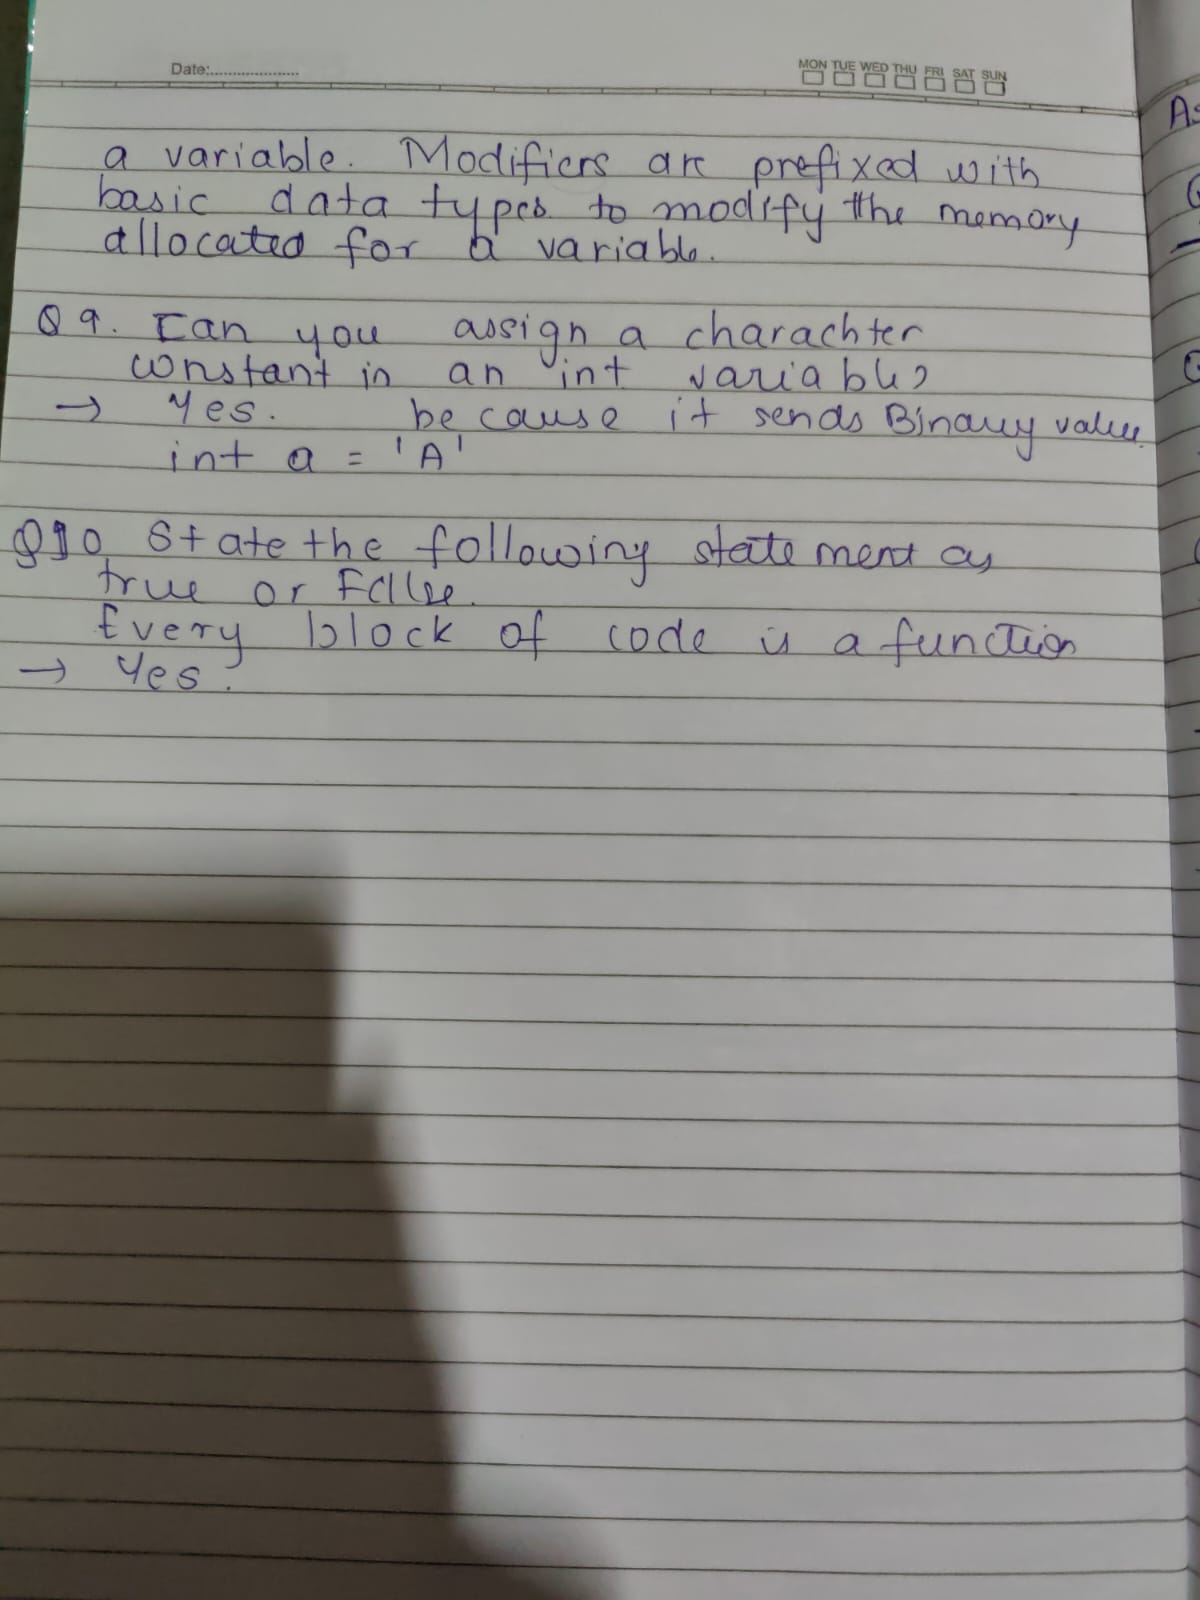 Date:
MON TUE WED THU FRI SAT SUN
a variable. Modifiers are prefixed with
basic data types to modify the memory
allocated for a variable.
Q 9. Can you assign a charachter
constant in an int variable?
→ Yes. because it sends Binary value.
int a = 'A'
Q10. State the following statement as
true or False.
Every block of code is a function
→ Yes.
As